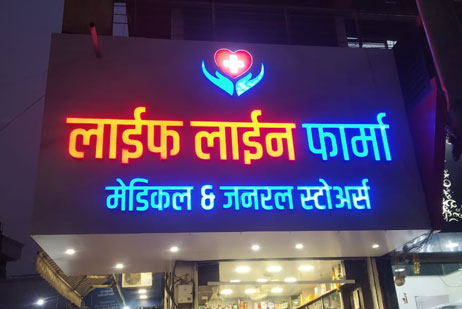 लाईफ लाईन फार्मा
मेडिकल & जनरल स्टोअर्स